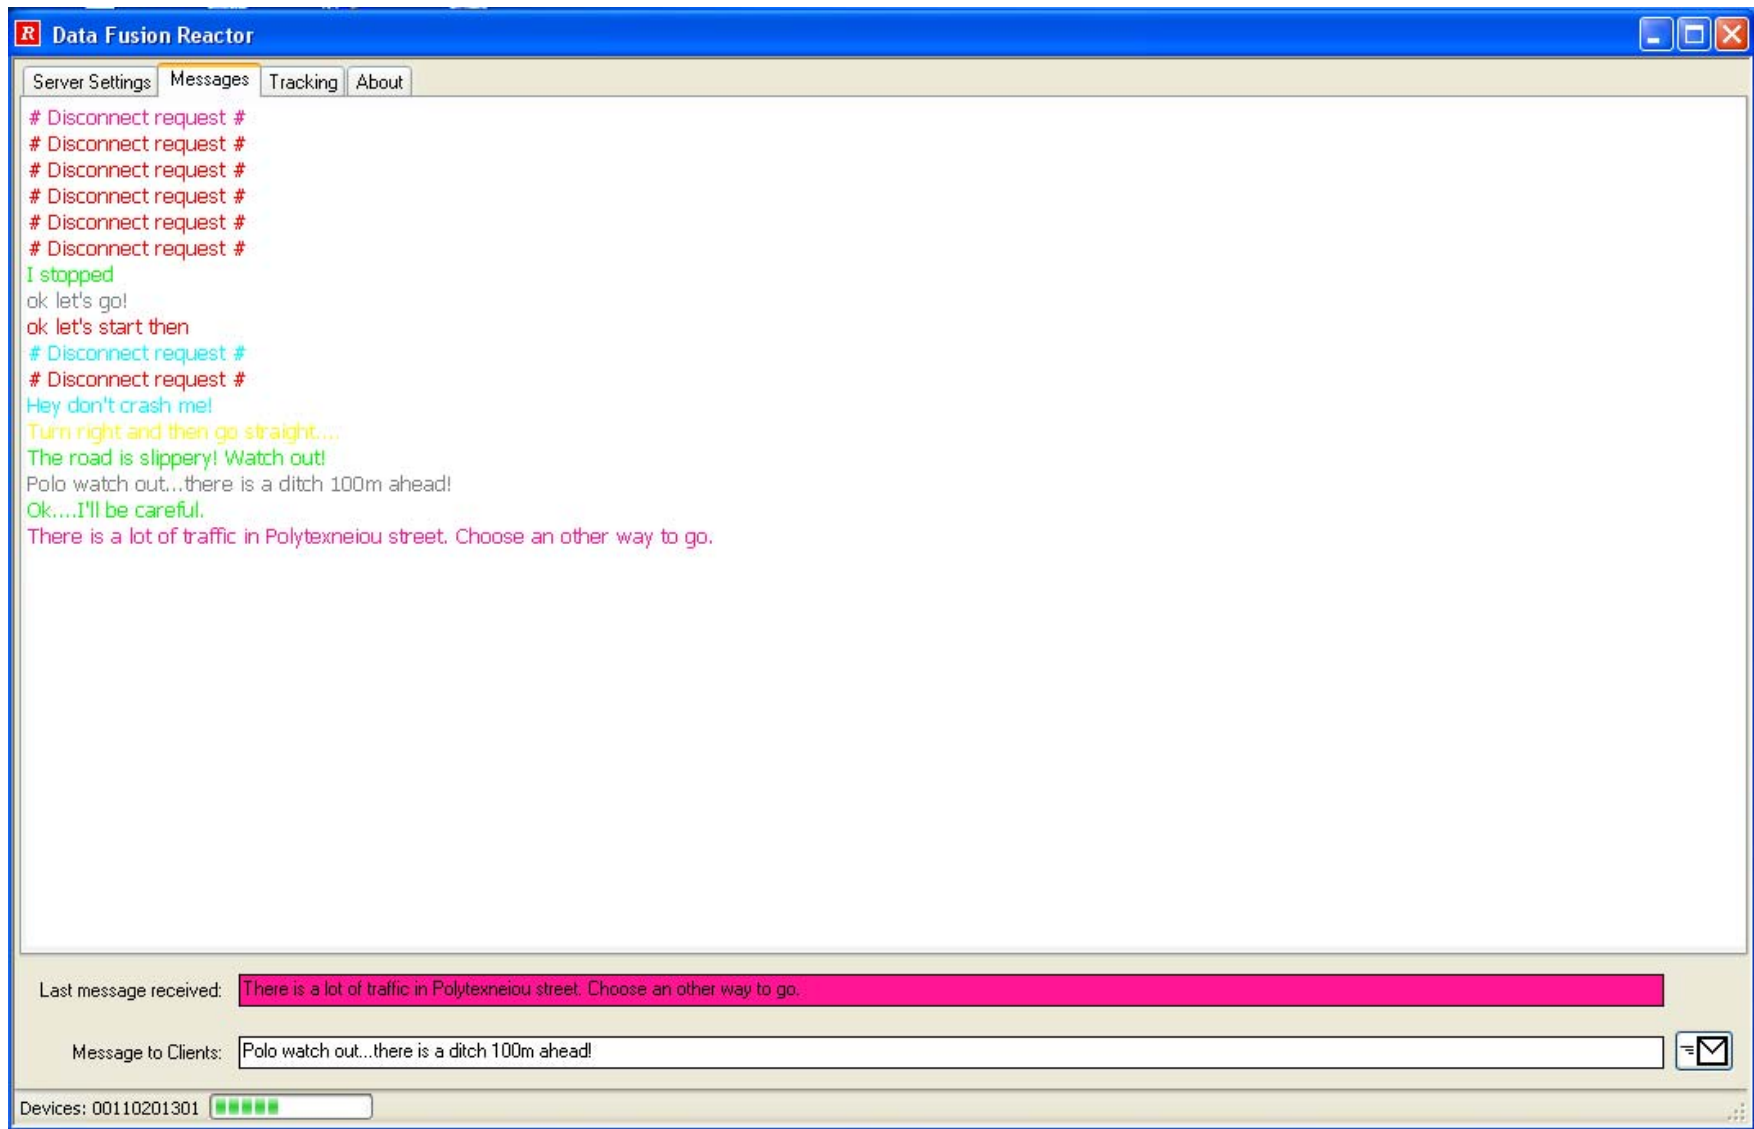 R Data Fusion Reactor
Server Settings Messages Tracking About
# Disconnect request #
# Disconnect request #
# Disconnect request #
# Disconnect request #
# Disconnect request #
# Disconnect request #
I stopped
ok let's go!
ok let's start then
# Disconnect request #
# Disconnect request #
Hey don't crash me!
Turn right and then go straight....
The road is slippery! Watch out!
Polo watch out...there is a ditch 100m ahead!
Ok....I'll be careful.
There is a lot of traffic in Polytexneiou street. Choose an other way to go.
Last message received: There is a lot of traffic in Polytexneiou street. Choose an other way to go.
Message to Clients: Polo watch out...there is a ditch 100m ahead!
Devices: 00110201301